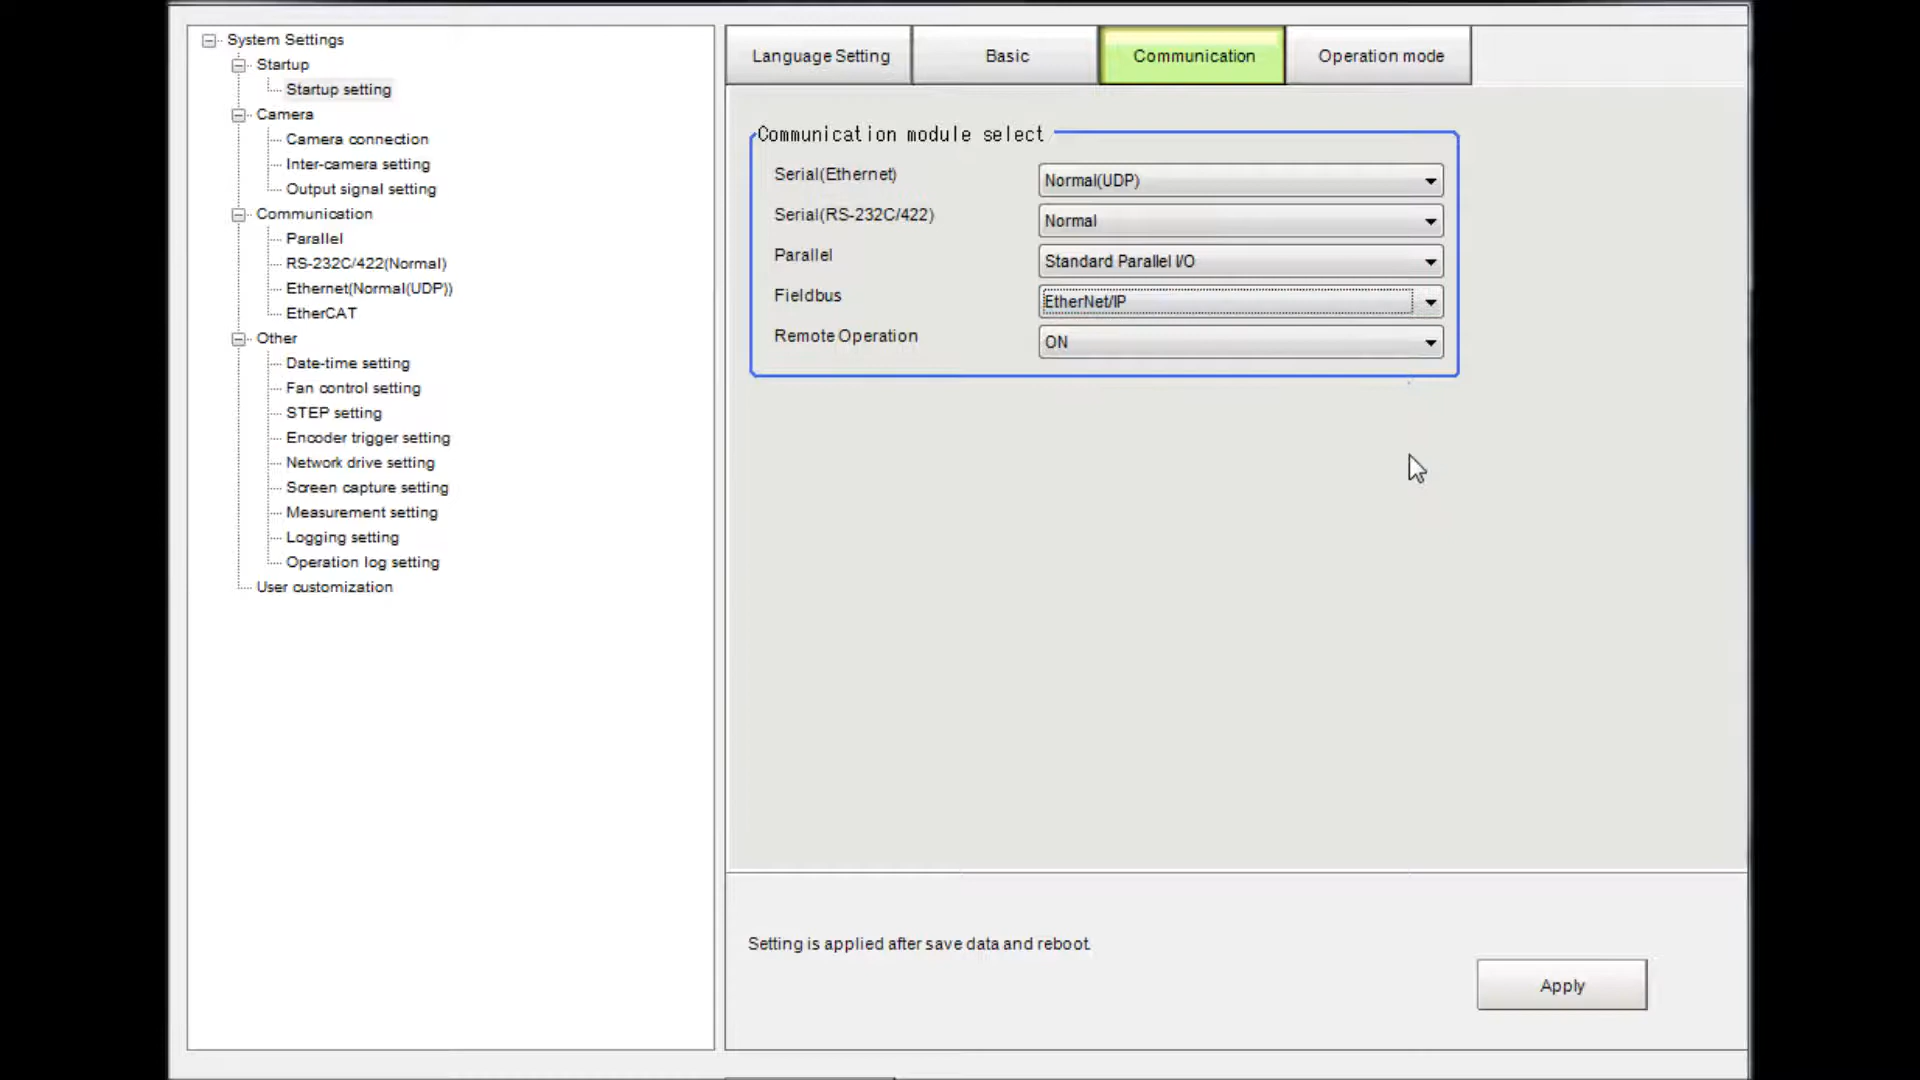 System Settings
Startup
Startup setting
Camera
Camera connection
Inter-camera setting
Output signal setting
Communication
Parallel
RS-232C/422(Normal)
Ethernet(Normal(UDP))
EtherCAT
Other
Date-time setting
Fan control setting
STEP setting
Encoder trigger setting
Network drive setting
Screen capture setting
Measurement setting
Logging setting
Operation log setting
User customization
Language Setting
Basic
Communication
Operation mode
Communication module select
Serial(Ethernet)
Normal(UDP)
Serial(RS-232C/422)
Normal
Parallel
Standard Parallel I/O
Fieldbus
EtherNet/IP
Remote Operation
ON
Setting is applied after save data and reboot.
Apply